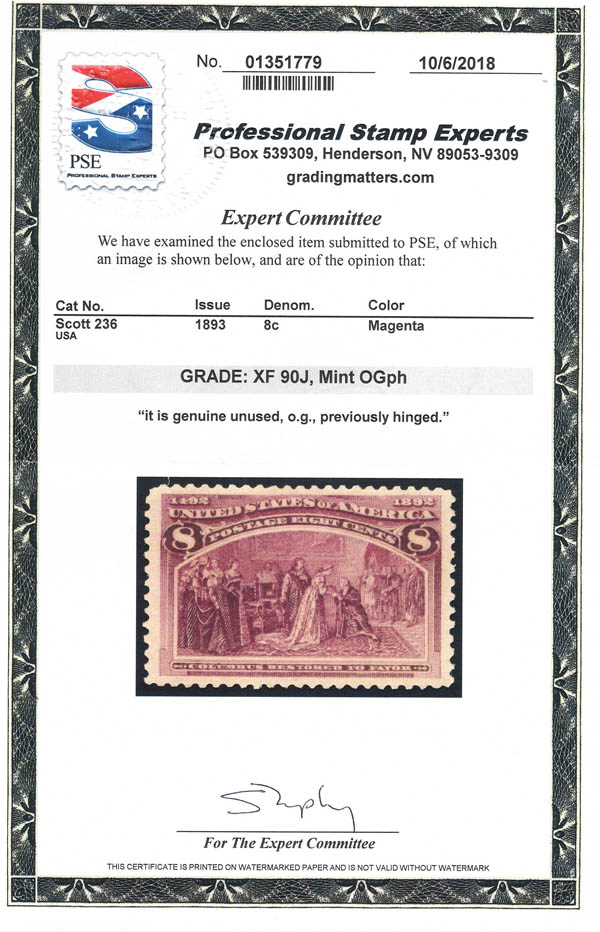 No. 01351779 10/6/2018
PSE
PROFESSIONAL STAMP EXPERTS
Professional Stamp Experts
PO Box 539309, Henderson, NV 89053-9309
gradingmatters.com
Expert Committee
We have examined the enclosed item submitted to PSE, of which
an image is shown below, and are of the opinion that:
Cat No. Issue Denom. Color
Scott 236 1893 8c Magenta
USA
GRADE: XF 90J, Mint OGph
“it is genuine unused, o.g., previously hinged.”
1492 1892
UNITED STATES OF AMERICA
POSTAGE EIGHT CENTS
8 8
COLUMBUS RESTORED TO FAVOR
For The Expert Committee
THIS CERTIFICATE IS PRINTED ON WATERMARKED PAPER AND IS NOT VALID WITHOUT WATERMARK